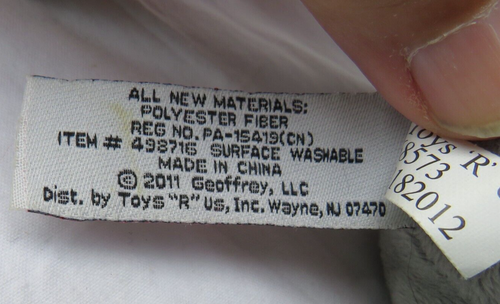 ALL NEW MATERIALS:
POLYESTER FIBER
REG NO. PA-15419(CN)
ITEM # 498716 SURFACE WASHABLE
MADE IN CHINA
© 2011 Geoffrey, LLC
Dist. by Toys "R" Us, Inc. Wayne, NJ 07470
Toys "R"
8573
182012